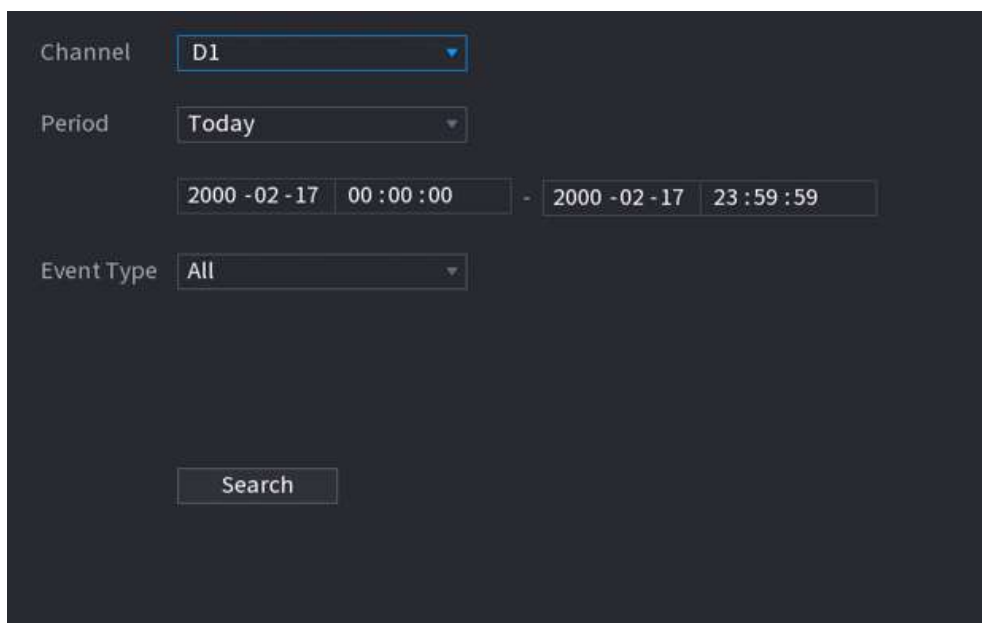 Channel D1
Period Today
2000 -02 -17 00 :00 :00 - 2000 -02 -17 23 :59 :59
Event Type All
Search